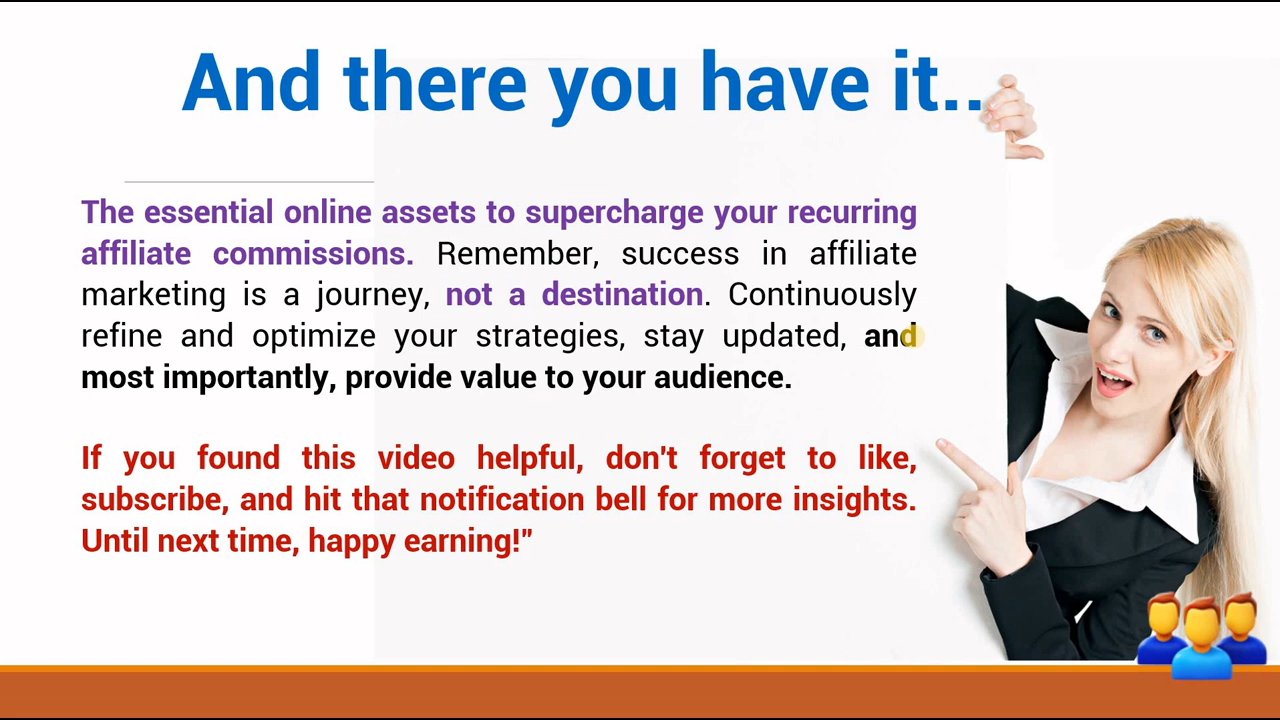 And there you have it..
The essential online assets to supercharge your recurring
affiliate commissions. Remember, success in affiliate
marketing is a journey, not a destination. Continuously
refine and optimize your strategies, stay updated, and
most importantly, provide value to your audience.
If you found this video helpful, don't forget to like,
subscribe, and hit that notification bell for more insights.
Until next time, happy earning!"